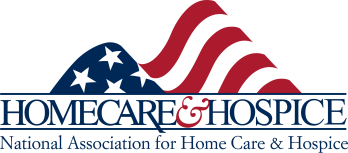 HOMECARE&HOSPICE
National Association for Home Care & Hospice